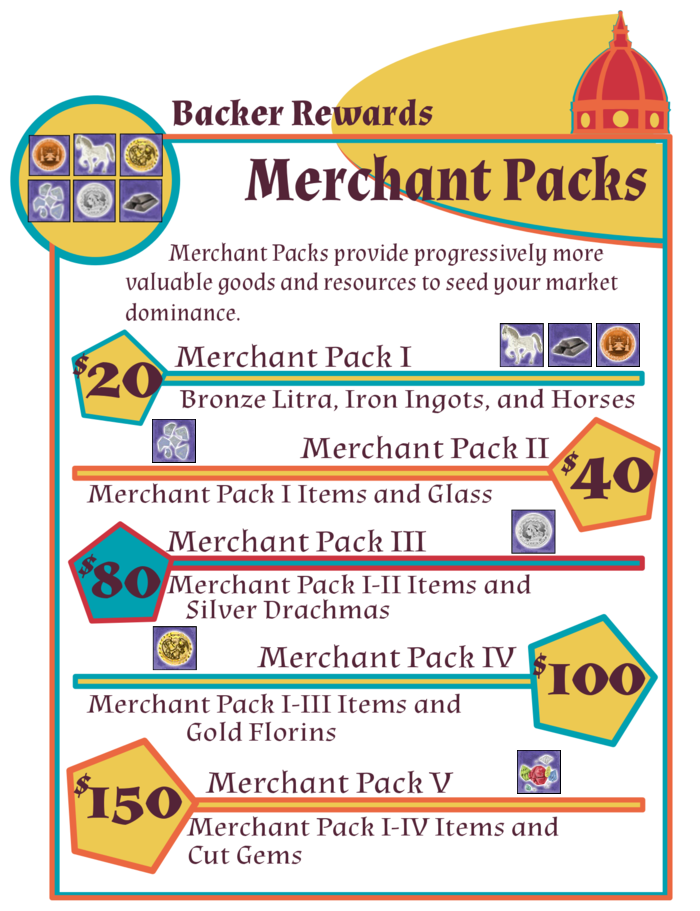 Backer Rewards
Merchant Packs
Merchant Packs provide progressively more
valuable goods and resources to seed your market
dominance.
$20
Merchant Pack I
Bronze Litra, Iron Ingots, and Horses
Merchant Pack II
$40
Merchant Pack I Items and Glass
Merchant Pack III
$80
Merchant Pack I-II Items and
Silver Drachmas
Merchant Pack IV
$100
Merchant Pack I-III Items and
Gold Florins
Merchant Pack V
$150
Merchant Pack I-IV Items and
Cut Gems